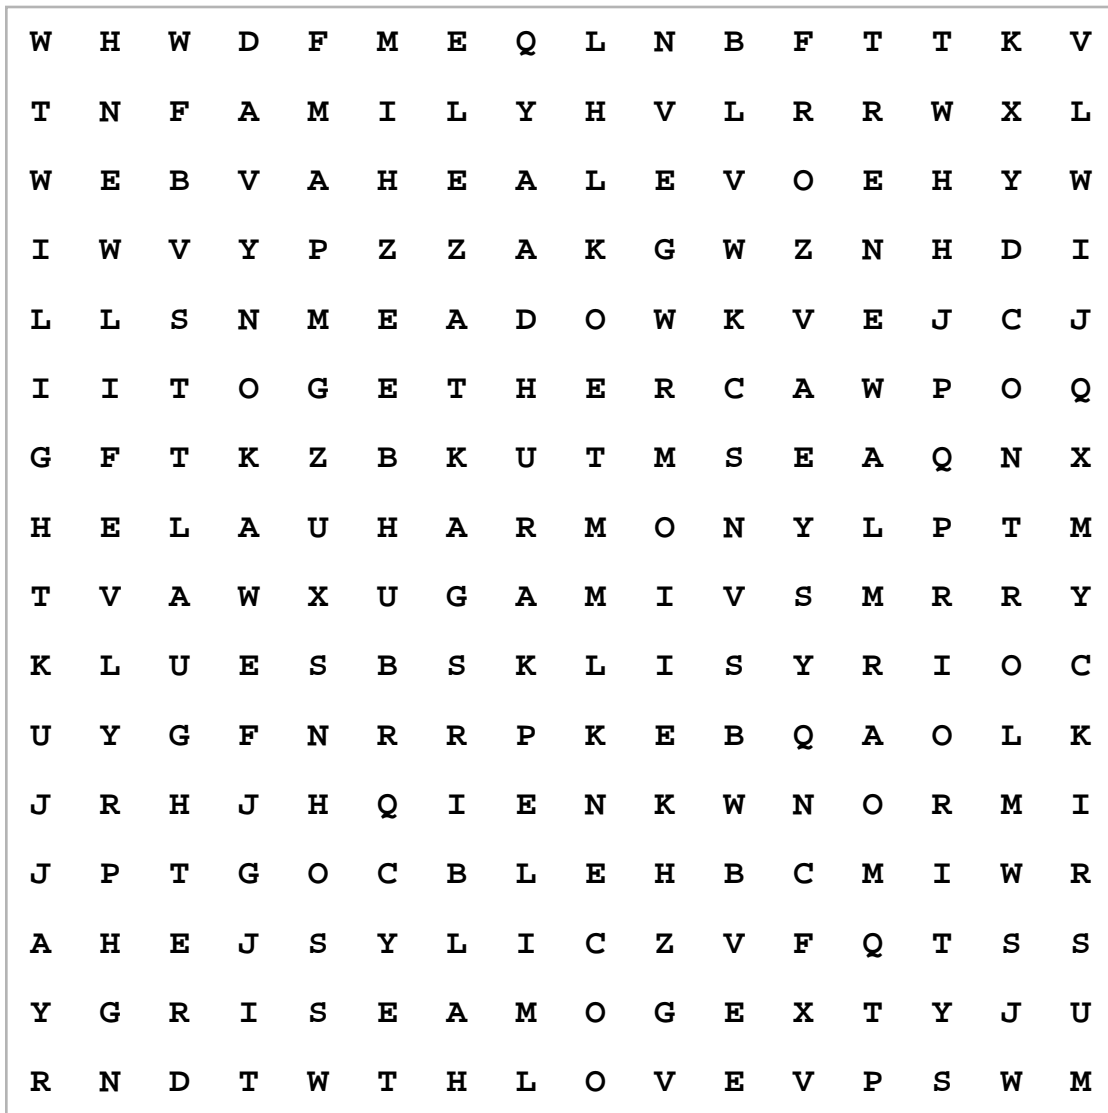 W H W D F M E Q L N B F T T K V
T N F A M I L Y H V L R R W X L
W E B V A H E A L E V O E H Y W
I W V Y P Z Z A K G W Z N H D I
L L S N M E A D O W K V E J C J
I I T O G E T H E R C A W P O Q
G F T K Z B K U T M S E A Q N X
H E L A U H A R M O N Y L P T M
T V A W X U G A M I V S M R R Y
K L U E S B S K L I S Y R I O C
U Y G F N R R P K E B Q A O L K
J R H J H Q I E N K W N O R M I
J P T G O C B L E H B C M I W R
A H E J S Y L I C Z V F Q T S S
Y G R I S E A M O G E X T Y J U
R N D T W T H L O V E V P S W M